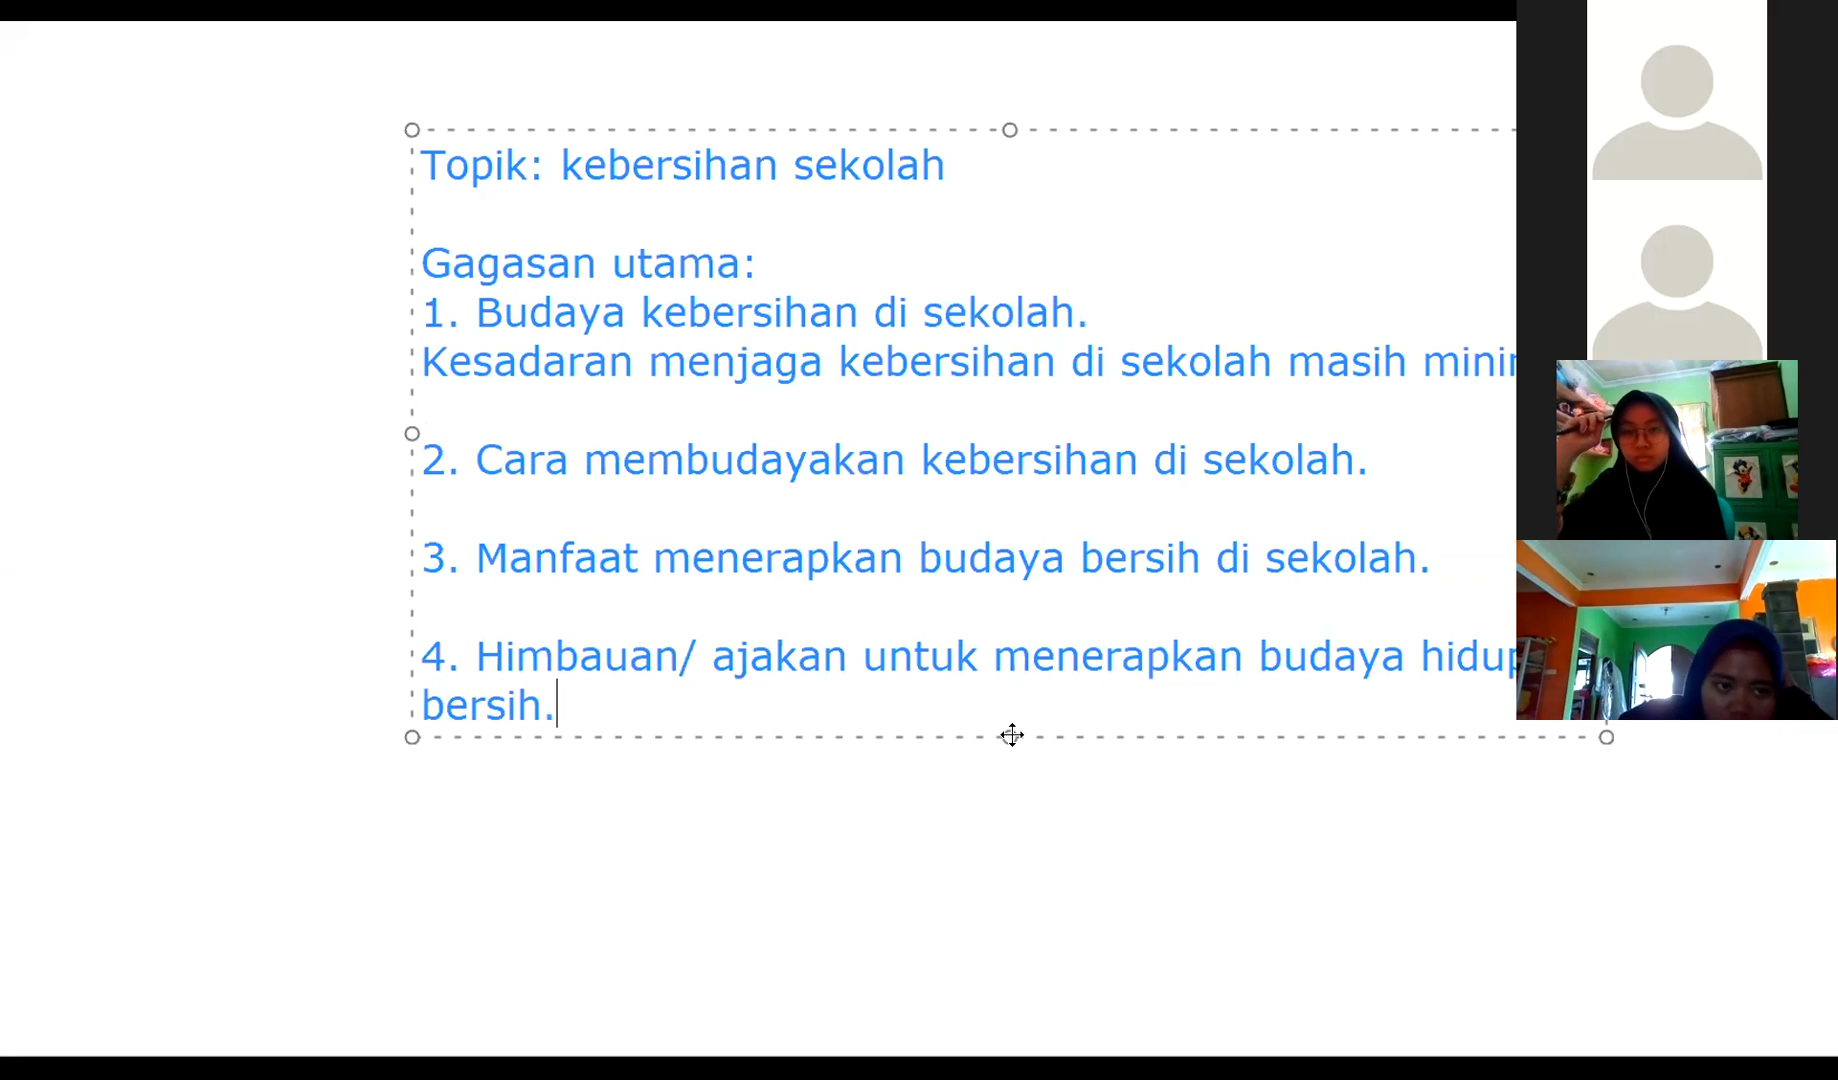 Topik: kebersihan sekolah
Gagasan utama:
1. Budaya kebersihan di sekolah.
Kesadaran menjaga kebersihan di sekolah masih
2. Cara membudayakan kebersihan di sekolah.
3. Manfaat menerapkan budaya bersih di sekolah.
4. Himbauan/ ajakan untuk menerapkan budaya hidup
bersih.